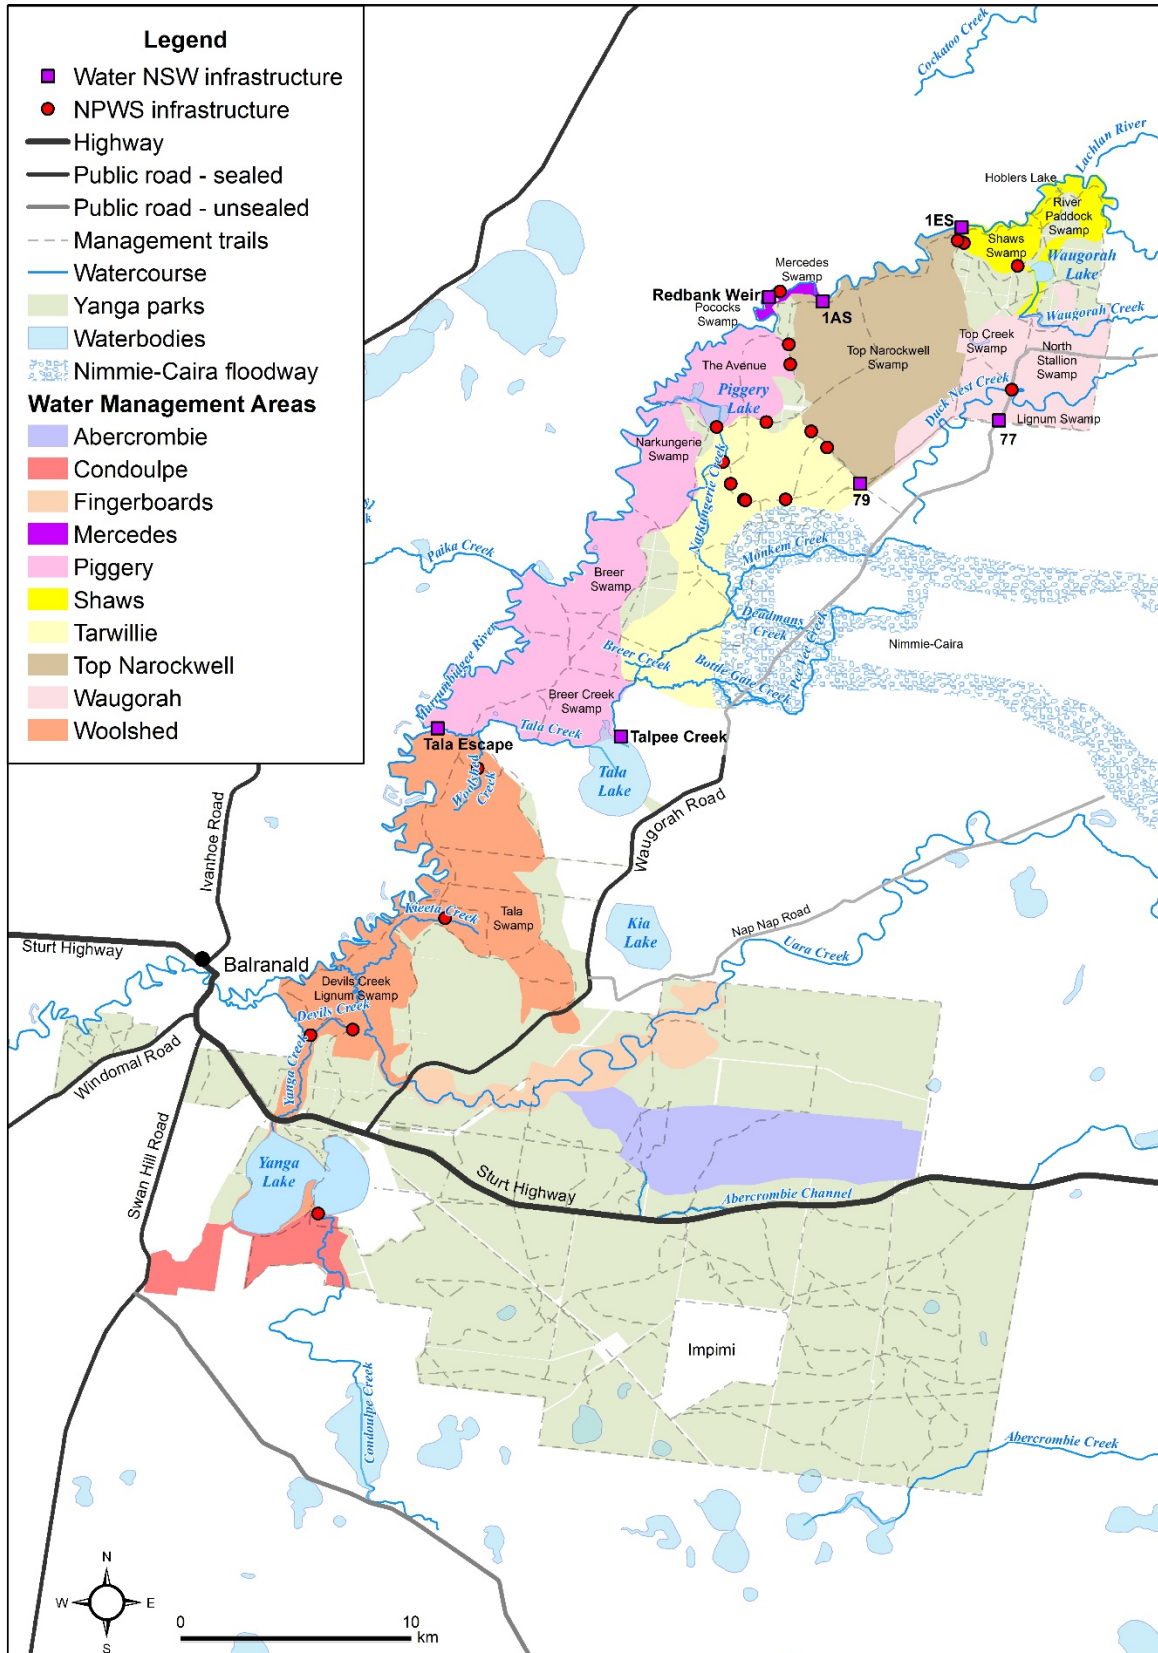 Legend
Water NSW infrastructure
NPWS infrastructure
Highway
Public road - sealed
Public road - unsealed
Management trails
Watercourse
Yanga parks
Waterbodies
Nimmie-Caira floodway
Water Management Areas
Abercrombie
Condoulpe
Fingerboards
Mercedes
Piggery
Shaws
Tarwillie
Top Narockwell
Waugorah
Woolshed
Cockatoo Creek
Lachlan River
Hoblers Lake
River
Paddock
Swamp
1ES
Shaws
Swamp
Waugorah
Lake
Mercedes
Swamp
Redbank Weir
1AS
Pococks
Swamp
Waugorah Creek
Top Creek
Swamp
North
Stallion
Swamp
Top Narockwell
Swamp
The Avenue
Piggery
Lake
Duck Nest Creek
Lignum Swamp
77
Narkungerie
Swamp
79
Narkungerie Creek
Monkem Creek
Paika Creek
Breer
Swamp
Deadmans
Creek
Pee Vee Creek
Nimmie-Caira
Breer Creek
Bottle Gate Creek
Breer Creek
Swamp
Murrumbidgee River
Tala Creek
Tala Escape
Talpee Creek
Woolshed
Creek
Tala
Lake
Waugorah Road
Ivanhoe Road
Kieeta Creek
Tala
Swamp
Kia
Lake
Nap Nap Road
Uara Creek
Sturt Highway
Balranald
Devils Creek
Lignum Swamp
Devils Creek
Yanga Creek
Windomal Road
Swan Hill Road
Yanga
Lake
Sturt Highway
Abercrombie Channel
Impimi
Condoulpe Creek
Abercrombie Creek
N
W
E
S
0
10
km